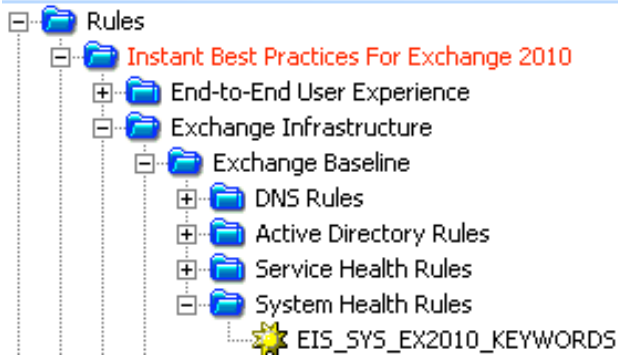 Rules
Instant Best Practices For Exchange 2010
End-to-End User Experience
Exchange Infrastructure
Exchange Baseline
DNS Rules
Active Directory Rules
Service Health Rules
System Health Rules
EIS_SYS_EX2010_KEYWORDS